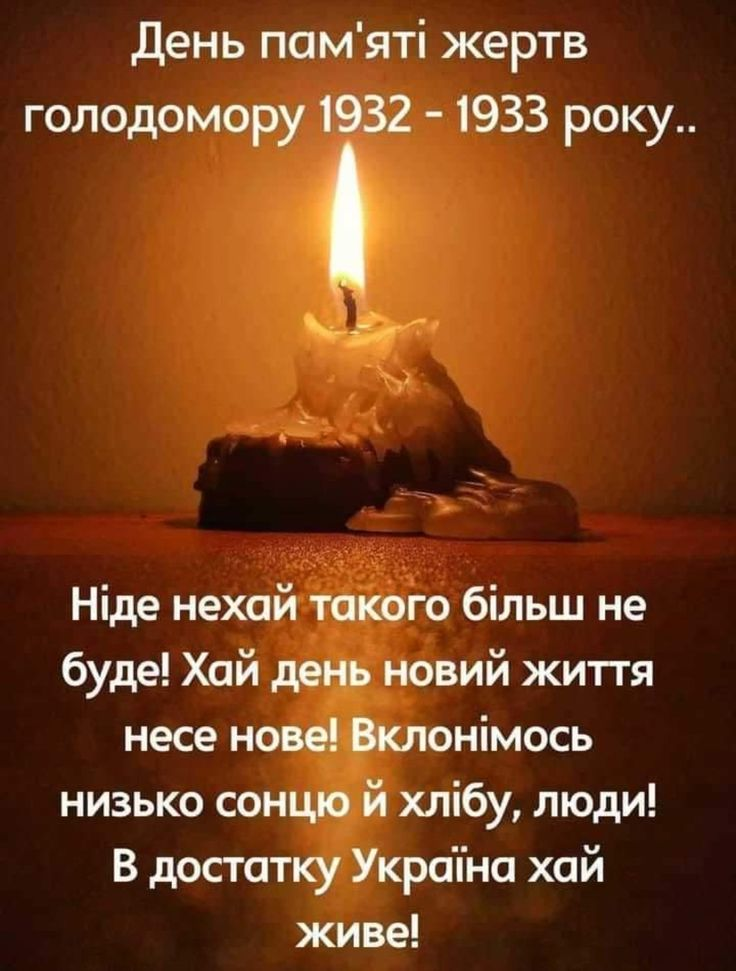 День пам'яті жертв
голодомору 1932 - 1933 року..
Ніде нехай такого більш не
буде! Хай день новий життя
несе нове! Вклонімось
низько сонцю й хлібу, люди!
В достатку Україна хай
живе!